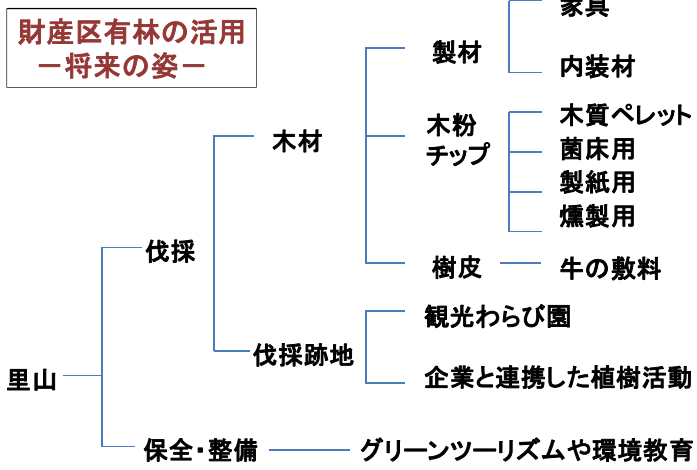 財産区有林の活用
－将来の姿－
家具
製材
内装材
木材
木粉
チップ
木質ペレット
菌床用
製紙用
燻製用
伐採
樹皮
牛の敷料
観光わらび園
伐採跡地
企業と連携した植樹活動
里山
保全・整備
グリーンツーリズムや環境教育